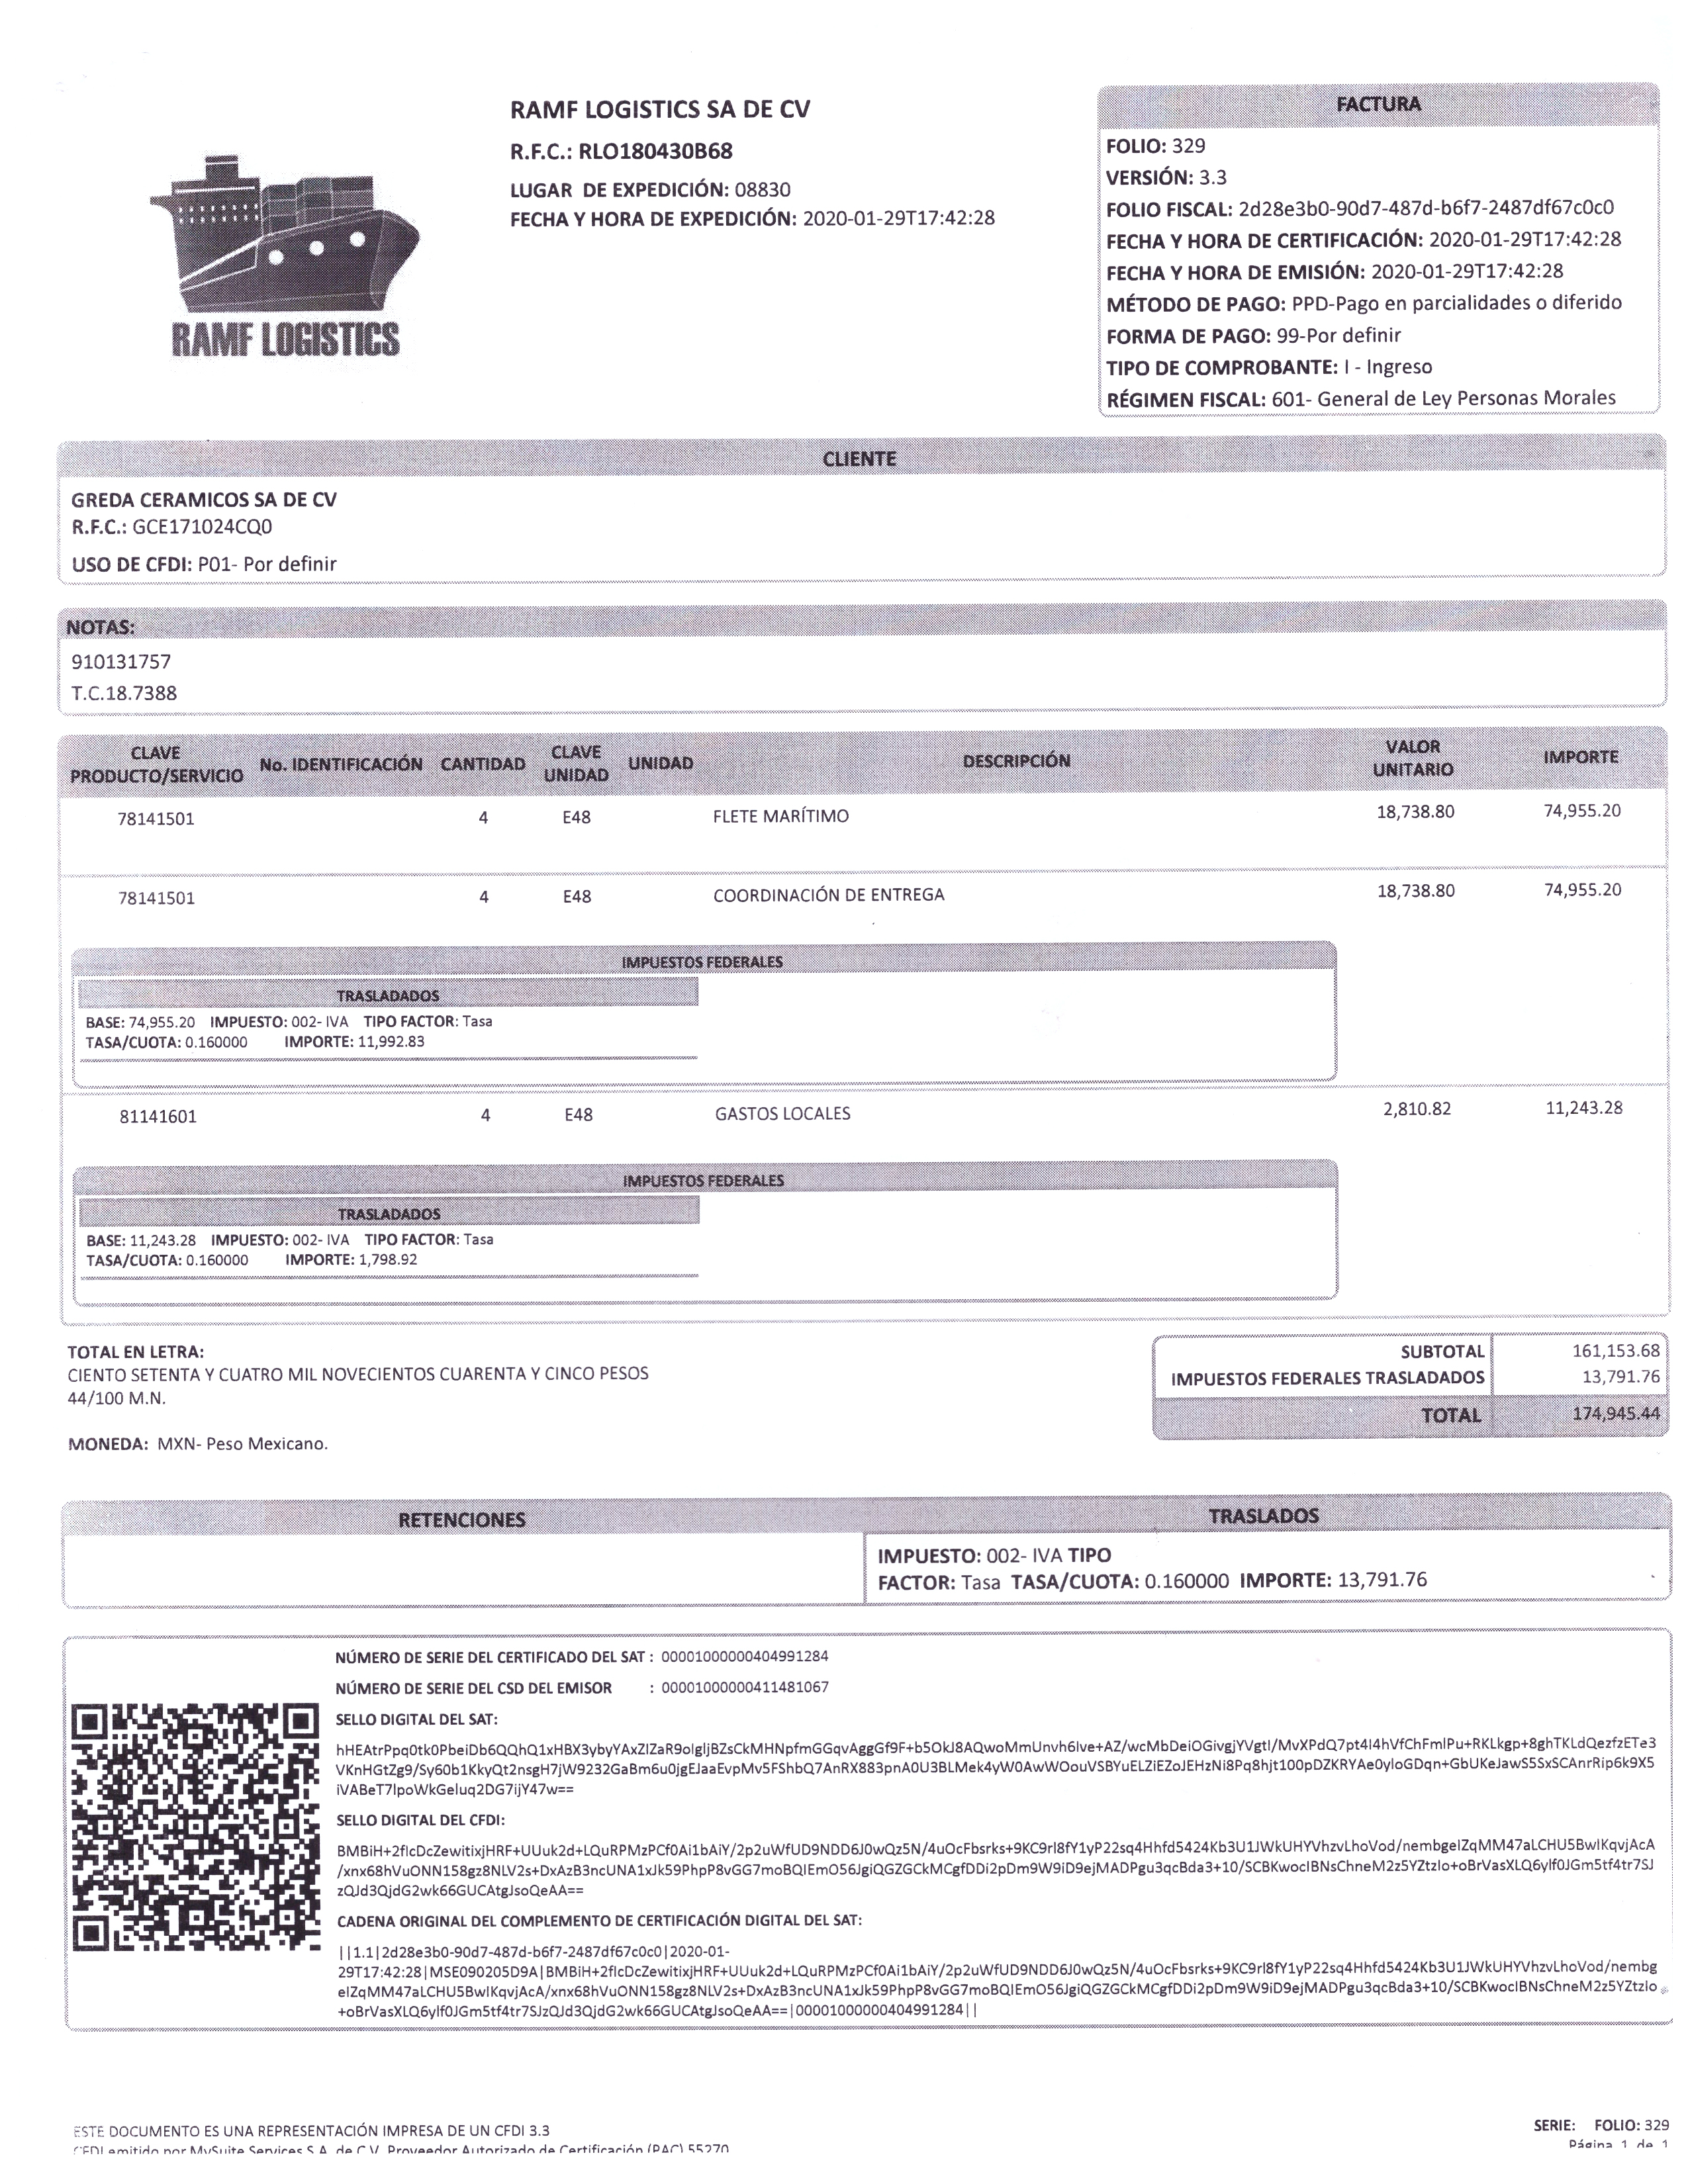 RAMF LOGISTICS SA DE CV
R.F.C.: RLO180430B68
LUGAR DE EXPEDICIÓN: 08830
FECHA Y HORA DE EXPEDICIÓN: 2020-01-29T17:42:28
RAMF LOGISTICS
FACTURA
FOLIO: 329
VERSIÓN: 3.3
FOLIO FISCAL: 2d28e3b0-90d7-487d-b6f7-2487df67c0c0
FECHA Y HORA DE CERTIFICACIÓN: 2020-01-29T17:42:28
FECHA Y HORA DE EMISIÓN: 2020-01-29T17:42:28
MÉTODO DE PAGO: PPD-Pago en parcialidades o diferido
FORMA DE PAGO: 99-Por definir
TIPO DE COMPROBANTE: I - Ingreso
RÉGIMEN FISCAL: 601- General de Ley Personas Morales
CLIENTE
GREDA CERAMICOS SA DE CV
R.F.C.: GCE171024CQ0
USO DE CFDI: P01- Por definir
NOTAS:
910131757
T.C.18.7388
CLAVE PRODUCTO/SERVICIO No. IDENTIFICACIÓN CANTIDAD CLAVE UNIDAD UNIDAD DESCRIPCIÓN VALOR UNITARIO IMPORTE
78141501 4 E48 FLETE MARÍTIMO 18,738.80 74,955.20
78141501 4 E48 COORDINACIÓN DE ENTREGA 18,738.80 74,955.20
IMPUESTOS FEDERALES
TRASLADADOS
BASE: 74,955.20 IMPUESTO: 002- IVA TIPO FACTOR: Tasa
TASA/CUOTA: 0.160000 IMPORTE: 11,992.83
81141601 4 E48 GASTOS LOCALES 2,810.82 11,243.28
IMPUESTOS FEDERALES
TRASLADADOS
BASE: 11,243.28 IMPUESTO: 002- IVA TIPO FACTOR: Tasa
TASA/CUOTA: 0.160000 IMPORTE: 1,798.92
TOTAL EN LETRA:
CIENTO SETENTA Y CUATRO MIL NOVECIENTOS CUARENTA Y CINCO PESOS
44/100 M.N.
MONEDA: MXN- Peso Mexicano.
SUBTOTAL 161,153.68
IMPUESTOS FEDERALES TRASLADADOS 13,791.76
TOTAL 174,945.44
RETENCIONES TRASLADOS
IMPUESTO: 002- IVA TIPO
FACTOR: Tasa TASA/CUOTA: 0.160000 IMPORTE: 13,791.76
NÚMERO DE SERIE DEL CERTIFICADO DEL SAT : 00001000000404991284
NÚMERO DE SERIE DEL CSD DEL EMISOR : 00001000000411481067
SELLO DIGITAL DEL SAT:
hHEAtrPpq0tk0PbeiDb6QQhQ1xHBX3ybyYAxZlZaR9olgljBZsCkMHNpfmGGqvAggGf9F+b5OkJ8AQwoMmUnvh6Ive+AZ/wcMbDeiOGivgjYVgtI/MvXPdQ7pt4I4hVfChFmlPu+RKLkgp+8ghTKLdQezfzETe3
VKnHGtZg9/Sy60b1KkyQt2nsgH7jW9232GaBm6u0jgEJaaEvpMv5FShbQ7AnRX883pnA0U3BLMek4yW0AwWOouVSBYuELZiEZoJEHzNi8Pq8hjt100pDZKRYAe0yloGDqn+GbUKeJawS5SxSCAnrRip6k9X5
iVABeT7lpoWkGeluq2DG7ijY47w==
SELLO DIGITAL DEL CFDI:
BMBiH+2flcDcZewitixjHRF+UUuk2d+LQuRPMzPCf0Ai1bAiY/2p2uWfUD9NDD6J0wQz5N/4uOcFbsrks+9KC9rl8fY1yP22sq4Hhfd5424Kb3U1JWkUHYVhzvLhoVod/nembgelZqMM47aLCHU5BwlKqvjAcA
/xnx68hVuONN158gz8NLV2s+DxAzB3ncUNA1xJk59PhpP8vGG7moBQIEmO56JgiQGZGCkMCgfDDi2pDm9W9iD9ejMADPgu3qcBda3+10/SCBKwoclBNsChneM2z5YZtzlo+oBrVasXLQ6ylf0JGm5tf4tr7SJ
zQJd3QjdG2wk66GUCAtgJsoQeAA==
CADENA ORIGINAL DEL COMPLEMENTO DE CERTIFICACIÓN DIGITAL DEL SAT:
||1.1|2d28e3b0-90d7-487d-b6f7-2487df67c0c0|2020-01-
29T17:42:28|MSE090205D9A|BMBiH+2flcDcZewitixjHRF+UUuk2d+LQuRPMzPCf0Ai1bAiY/2p2uWfUD9NDD6J0wQz5N/4uOcFbsrks+9KC9rl8fY1yP22sq4Hhfd5424Kb3U1JWkUHYVhzvLhoVod/nembg
elZqMM47aLCHU5BwlKqvjAcA/xnx68hVuONN158gz8NLV2s+DxAzB3ncUNA1xJk59PhpP8vGG7moBQIEmO56JgiQGZGCkMCgfDDi2pDm9W9iD9ejMADPgu3qcBda3+10/SCBKwoclBNsChneM2z5YZtzlo
+oBrVasXLQ6ylf0JGm5tf4tr7SJzQJd3QjdG2wk66GUCAtgJsoQeAA==|00001000000404991284||
ESTE DOCUMENTO ES UNA REPRESENTACIÓN IMPRESA DE UN CFDI 3.3
CFDI emitido por MySuite Services S.A. de C.V. Proveedor Autorizado de Certificación (PAC) 55270
SERIE: FOLIO: 329
Página 1 de 1